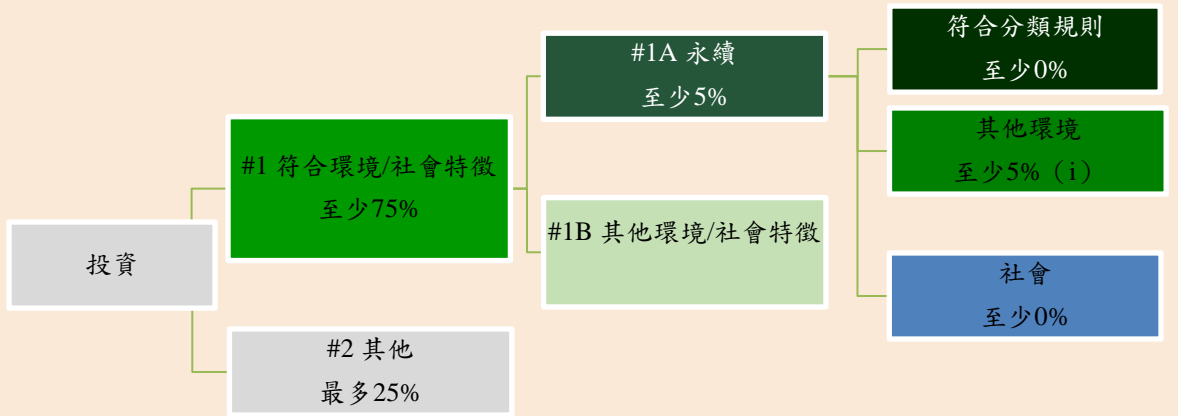 投資
#1 符合環境/社會特徵
至少75%
#2 其他
最多25%
#1A 永續
至少5%
#1B 其他環境/社會特徵
符合分類規則
至少0%
其他環境
至少5%（i）
社會
至少0%